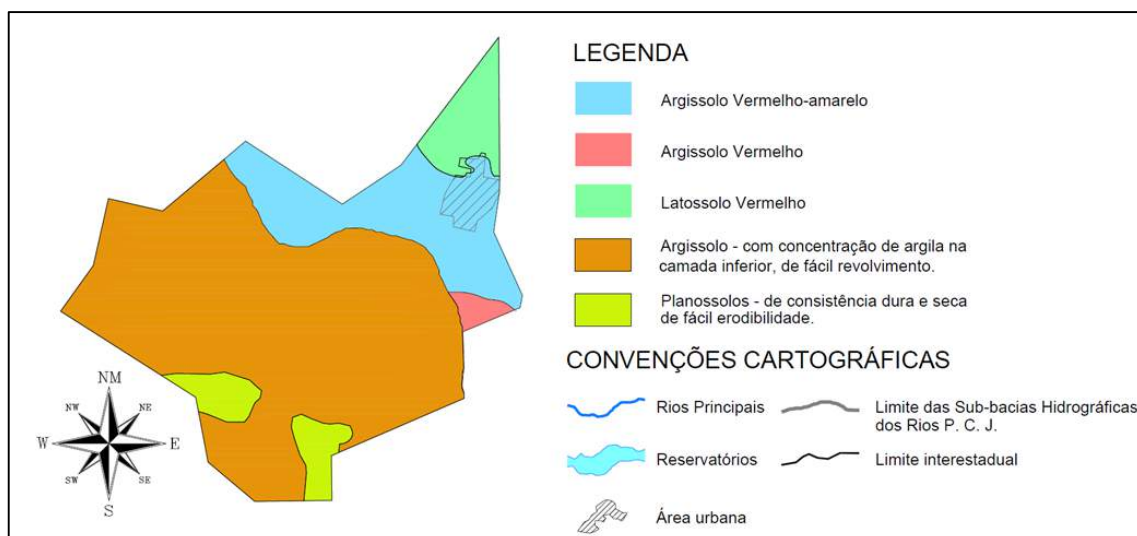 LEGENDA
Argissolo Vermelho-amarelo
Argissolo Vermelho
Latossolo Vermelho
Argissolo - com concentração de argila na
camada inferior, de fácil revolvimento.
Planossolos - de consistência dura e seca
de fácil erodibilidade.
CONVENÇÕES CARTOGRÁFICAS
Rios Principais
Limite das Sub-bacias Hidrográficas
dos Rios P. C. J.
Reservatórios
Limite interestadual
Área urbana
NM
NW
NE
W
E
SW
SE
S